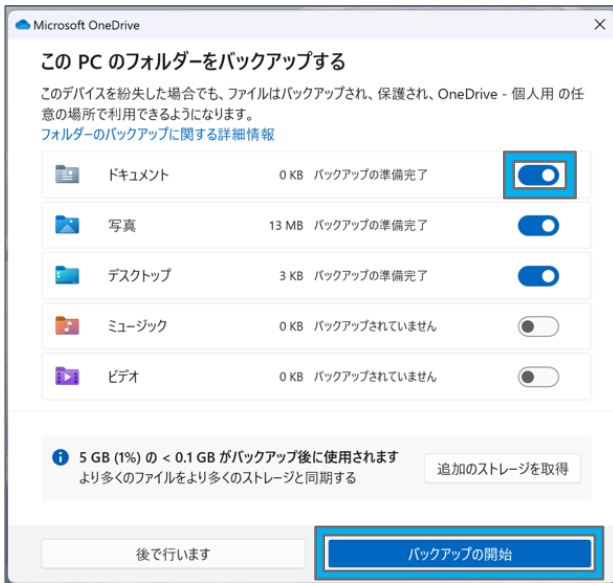 Microsoft OneDrive
この PC のフォルダーをバックアップする
このデバイスを紛失した場合でも、ファイルはバックアップされ、保護され、OneDrive - 個人用 の任
意の場所で利用できるようになります。
フォルダーのバックアップに関する詳細情報
ドキュメント 0 KB バックアップの準備完了
写真 13 MB バックアップの準備完了
デスクトップ 3 KB バックアップの準備完了
ミュージック 0 KB バックアップされていません
ビデオ 0 KB バックアップされていません
5 GB (1%) の < 0.1 GB がバックアップ後に使用されます
より多くのファイルをより多くのストレージと同期する
追加のストレージを取得
後で行います
バックアップの開始